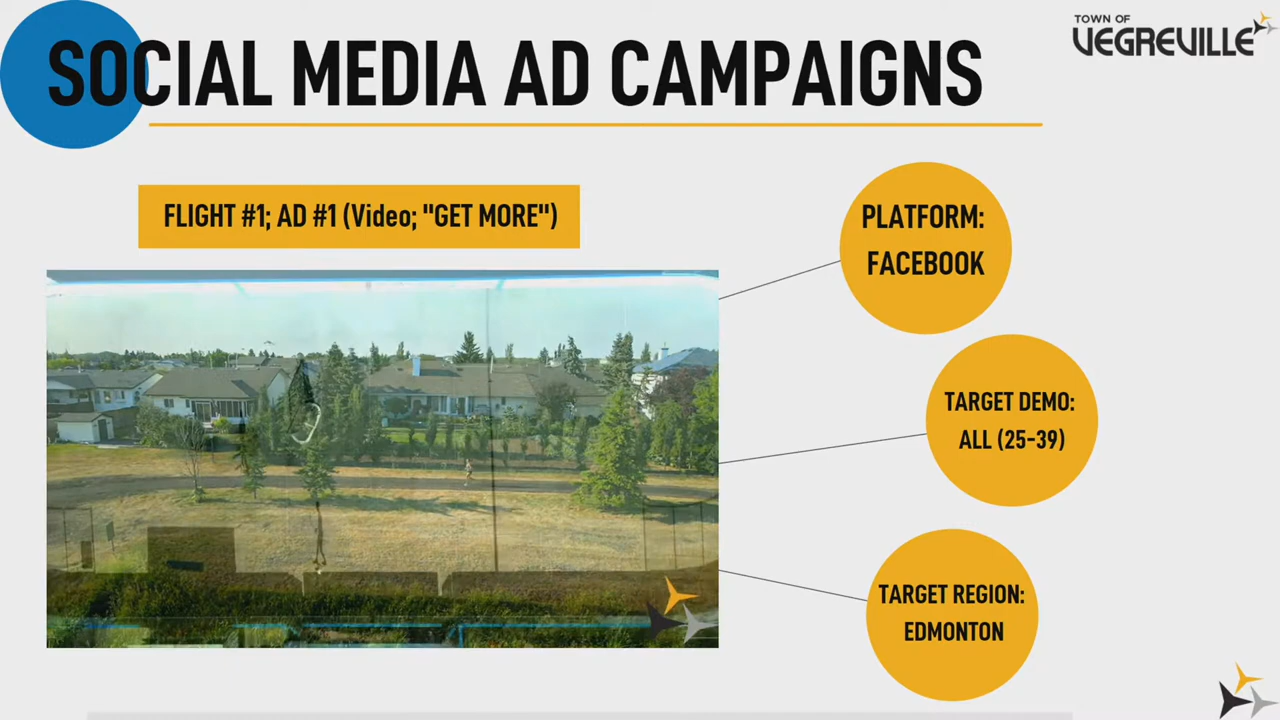 SOCIAL MEDIA AD CAMPAIGNS
TOWN OF
VEGREVILLE
FLIGHT #1; AD #1 (Video; "GET MORE")
PLATFORM:
FACEBOOK
TARGET DEMO:
ALL (25-39)
TARGET REGION:
EDMONTON